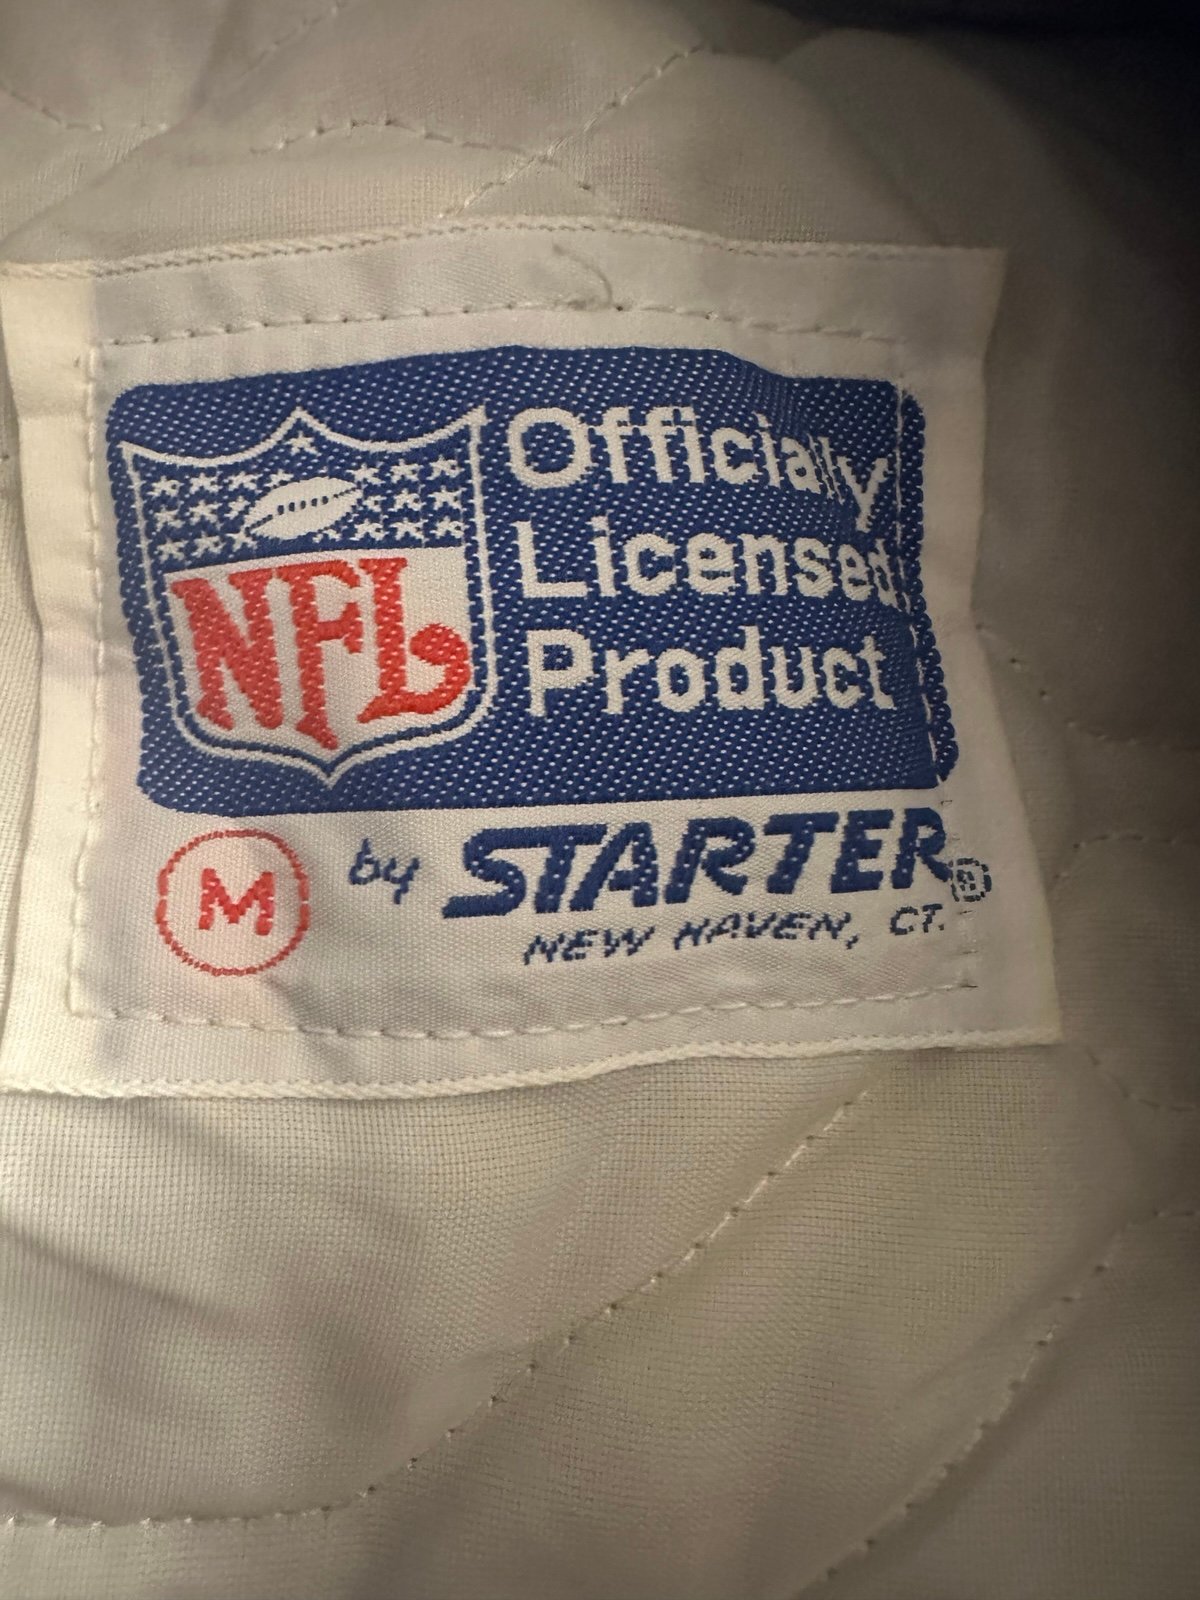 NFL
Officially
Licensed
Product
M
by STARTER®
NEW HAVEN, CT.